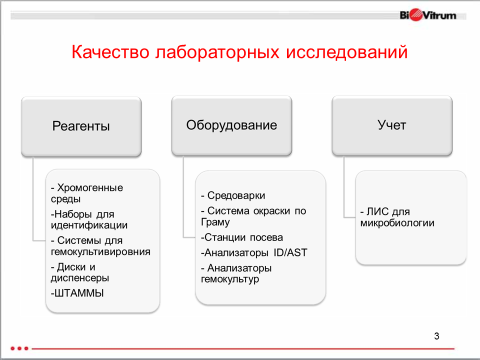 BioVitrum
Качество лабораторных исследований
Реагенты
- Хромогенные
среды
-Наборы для
идентификации
- Системы для
гемокультивировния
- Диски и
диспенсеры
-ШТАММЫ
Оборудование
- Средоварки
- Система окраски по
Граму
-Станции посева
-Анализаторы ID/AST
- Анализаторы
гемокультур
Учет
- ЛИС для
микробиологии
3